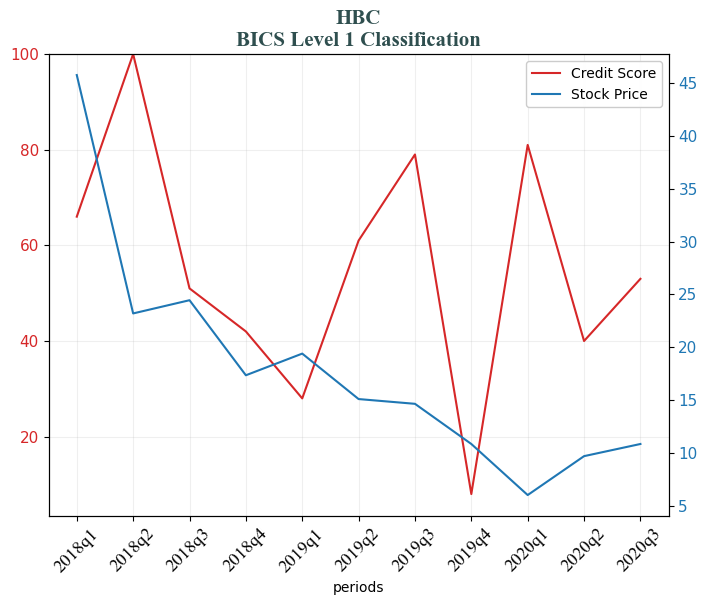 HBC
BICS Level 1 Classification
Credit Score
Stock Price
100
80
60
40
20
45
40
35
30
25
20
15
10
5
2018q1
2018q2
2018q3
2018q4
2019q1
2019q2
2019q3
2019q4
2020q1
2020q2
2020q3
periods